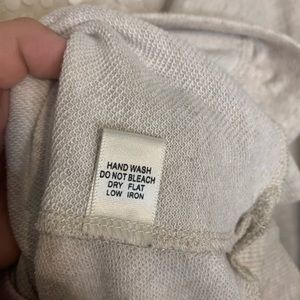 HAND WASH
DO NOT BLEACH
DRY FLAT
LOW IRON